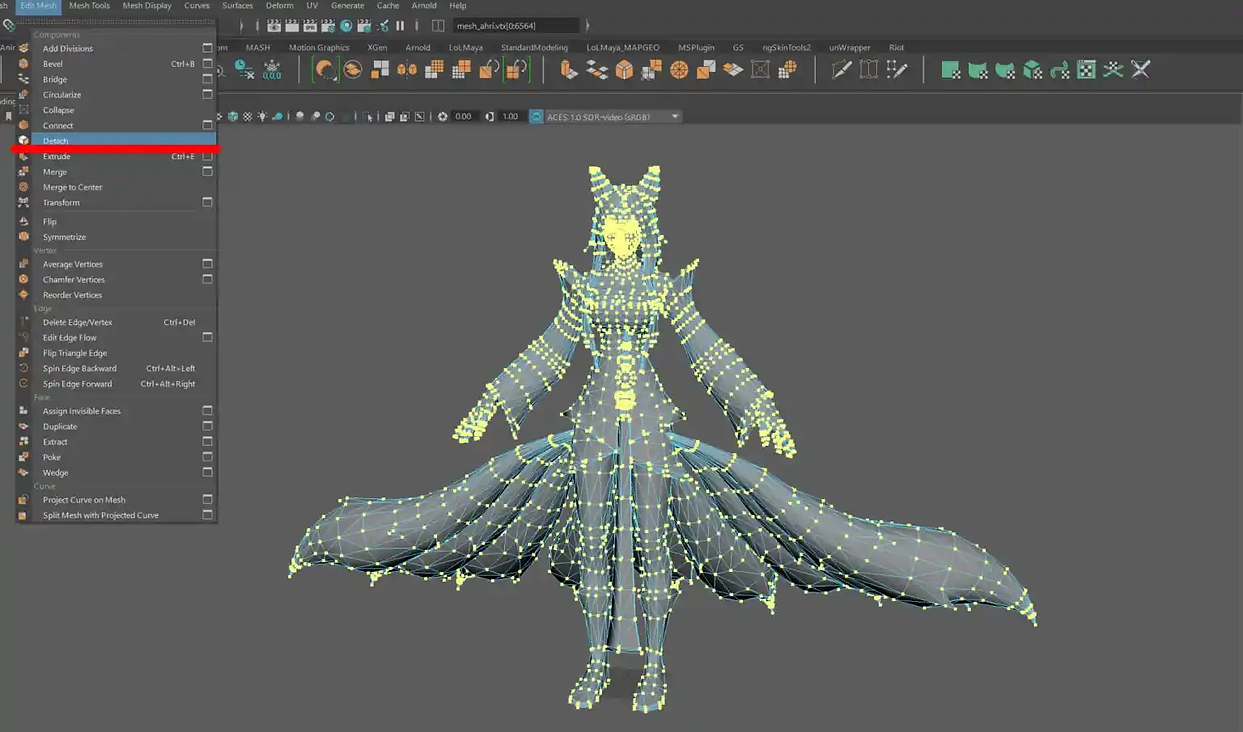 sh Edit Mesh Mesh Tools Mesh Display Curves Surfaces Deform UV Generate Cache Arnold Help
mesh_ahri.vtx[0:6564]
MASH Motion Graphics XGen Arnold LoLMaya StandardModeling LoLMaya_MAPGEO MSPlugin GS ngSkinTools2 unWrapper Riot
0.00 1.00 ACES 1.0 SDR-video (sRGB)
Components
Add Divisions
Bevel Ctrl+B
Bridge
Circularize
Collapse
Connect
Detach
Extrude Ctrl+E
Merge
Merge to Center
Transform
Flip
Symmetrize
Vertex
Average Vertices
Chamfer Vertices
Reorder Vertices
Edge
Delete Edge/Vertex Ctrl+Del
Edit Edge Flow
Flip Triangle Edge
Spin Edge Backward Ctrl+Alt+Left
Spin Edge Forward Ctrl+Alt+Right
Face
Assign Invisible Faces
Duplicate
Extract
Poke
Wedge
Curve
Project Curve on Mesh
Split Mesh with Projected Curve